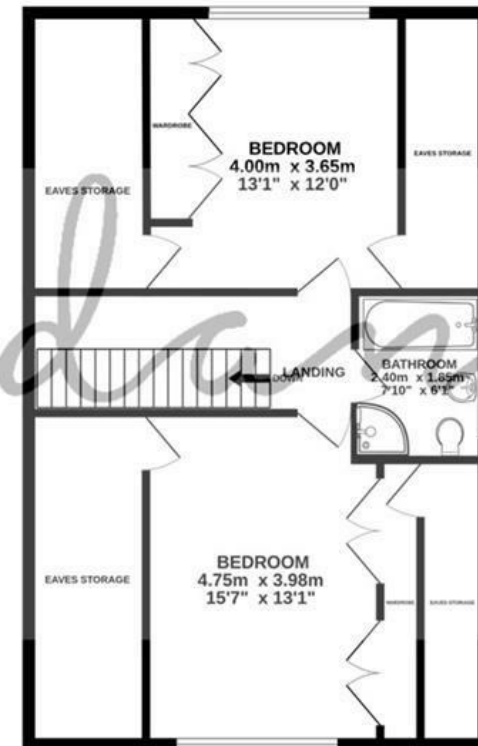 WARDROBE
BEDROOM
4.00m x 3.65m
13'1" x 12'0"
EAVES STORAGE
EAVES STORAGE
LANDING
DOWN
BATHROOM
2.40m x 1.85m
7'10" x 6'1"
BEDROOM
4.75m x 3.98m
15'7" x 13'1"
EAVES STORAGE
WARDROBE
EAVES STORAGE